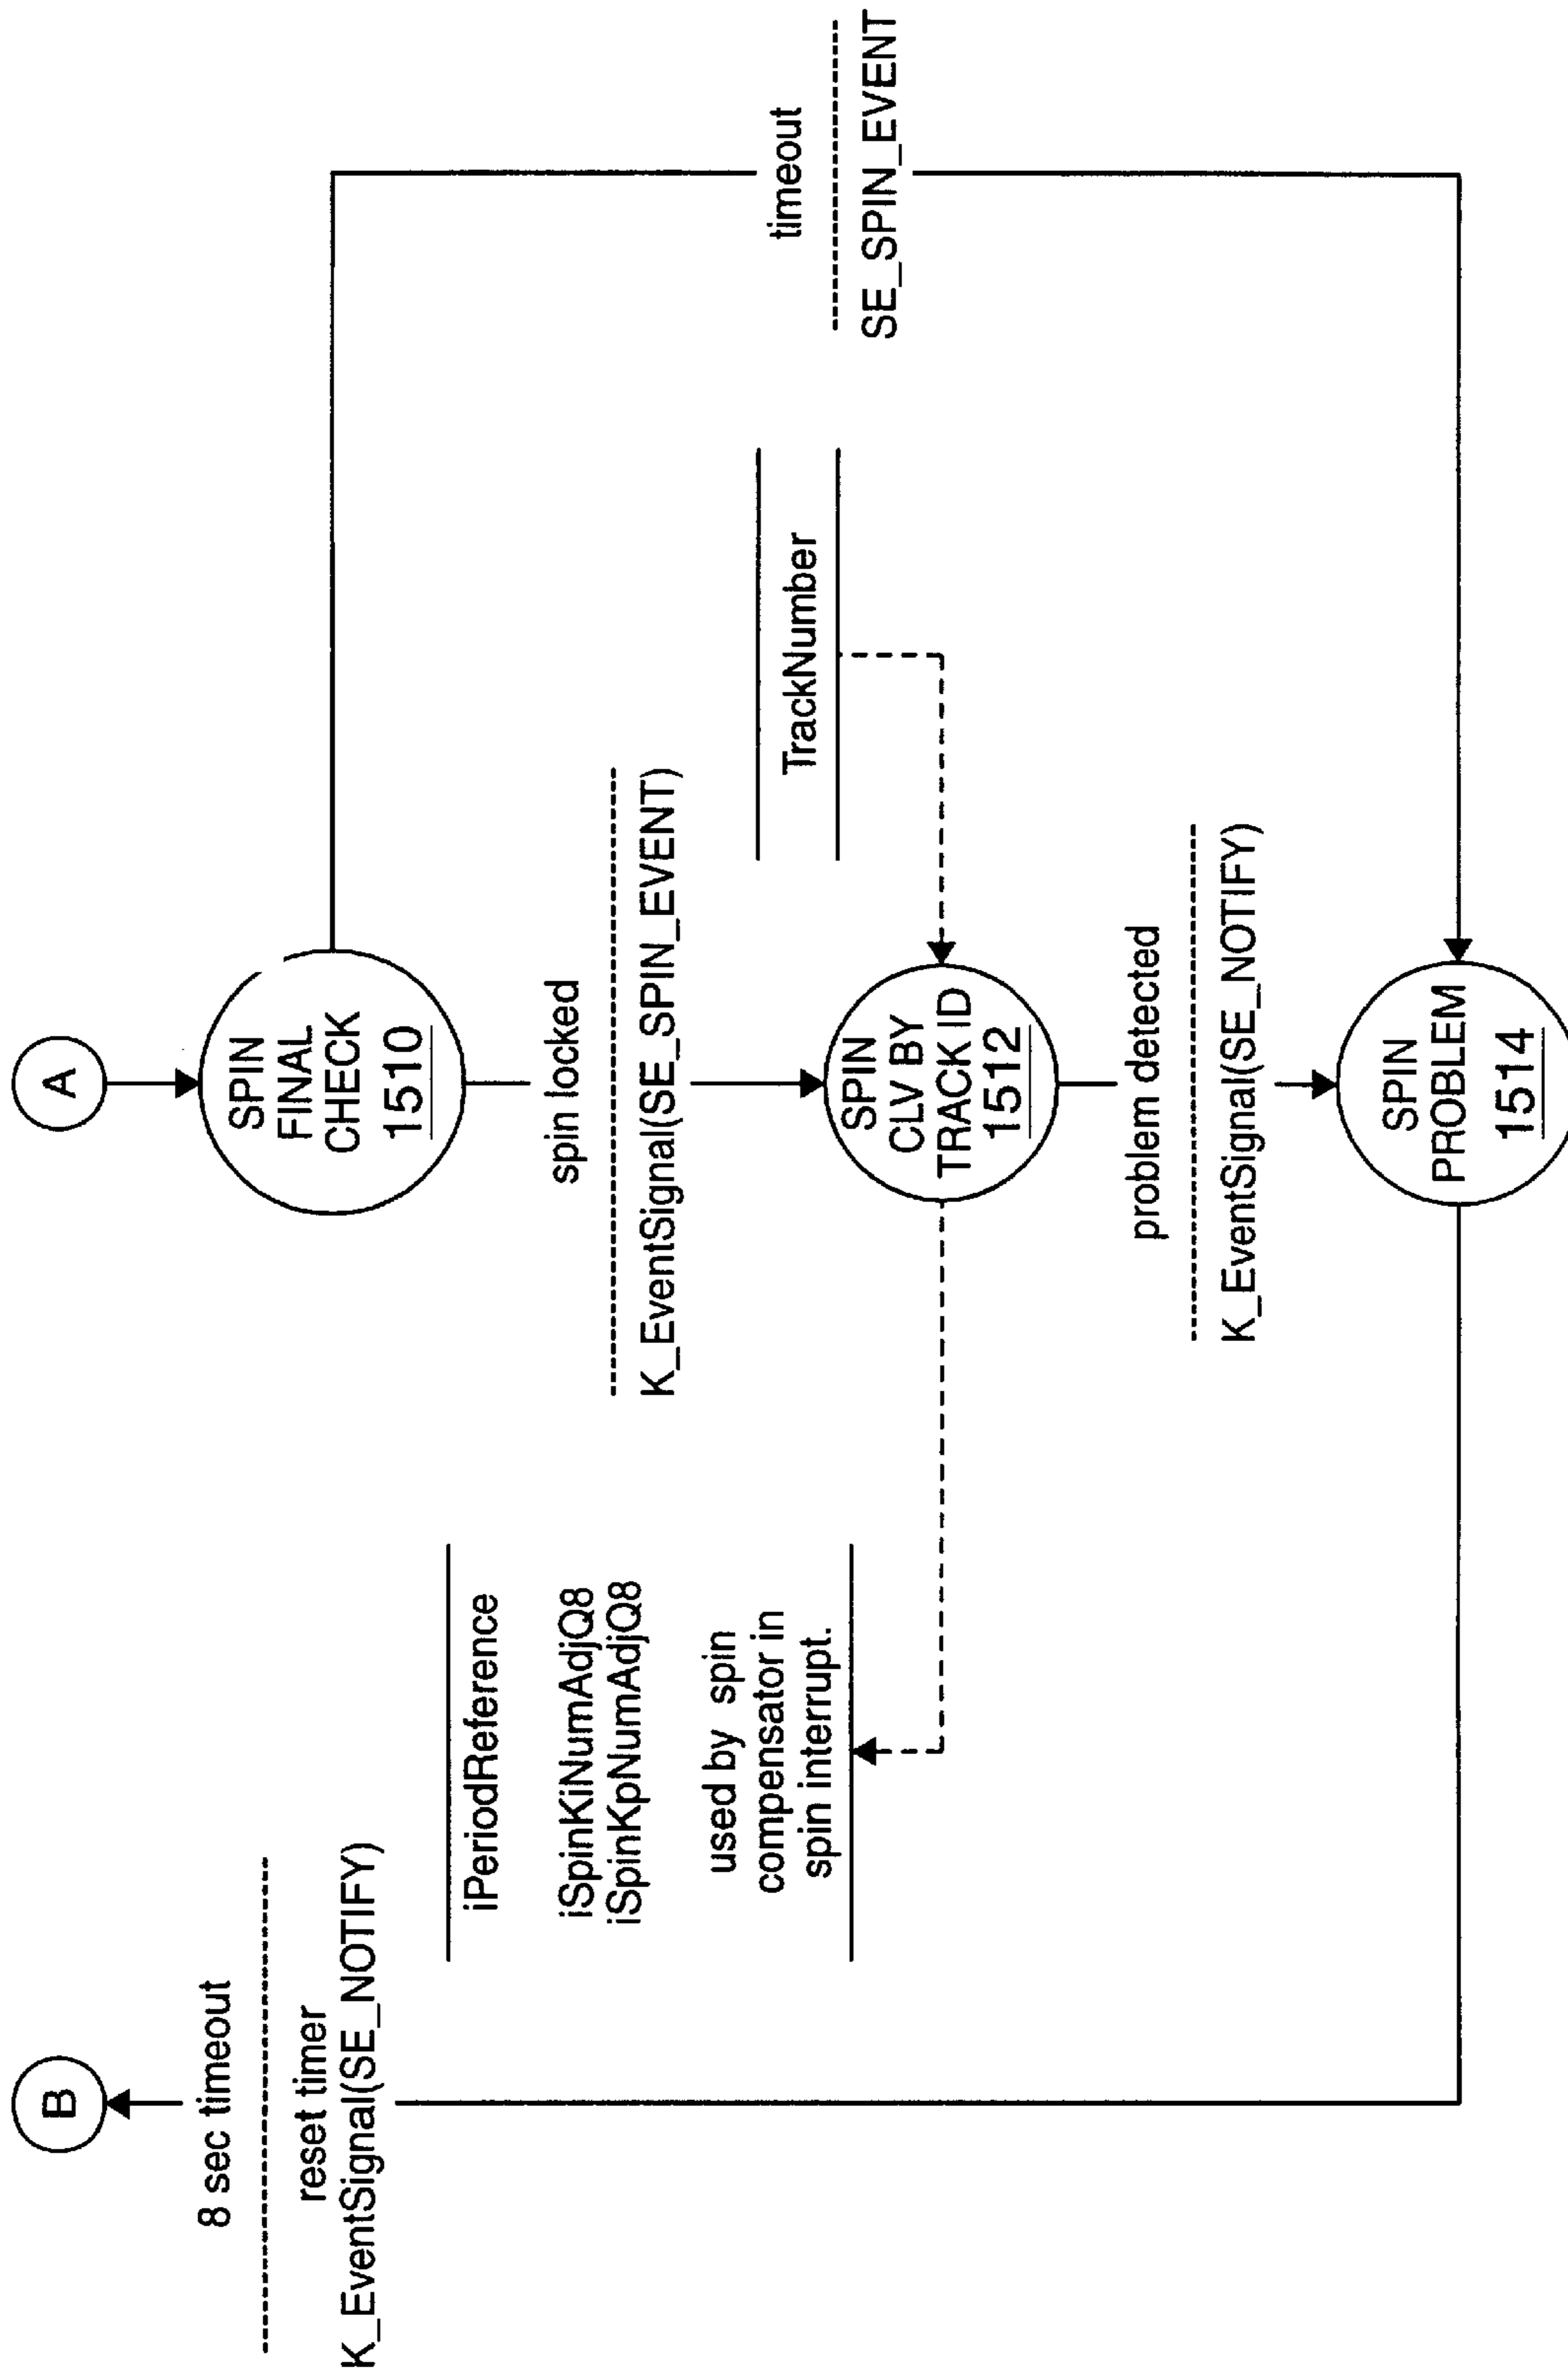 A
SPIN
FINAL
CHECK
1510
spin locked
K_EventSignal(SE_SPIN_EVENT)
timeout
SE_SPIN_EVENT
TrackNumber
SPIN
CLV BY
TRACK ID
1512
iPeriodReference
iSpinKiNumAdjQ8
iSpinKpNumAdjQ8
used by spin
compensator in
spin interrupt.
problem detected
K_EventSignal(SE_NOTIFY)
SPIN
PROBLEM
1514
B
8 sec timeout
reset timer
K_EventSignal(SE_NOTIFY)